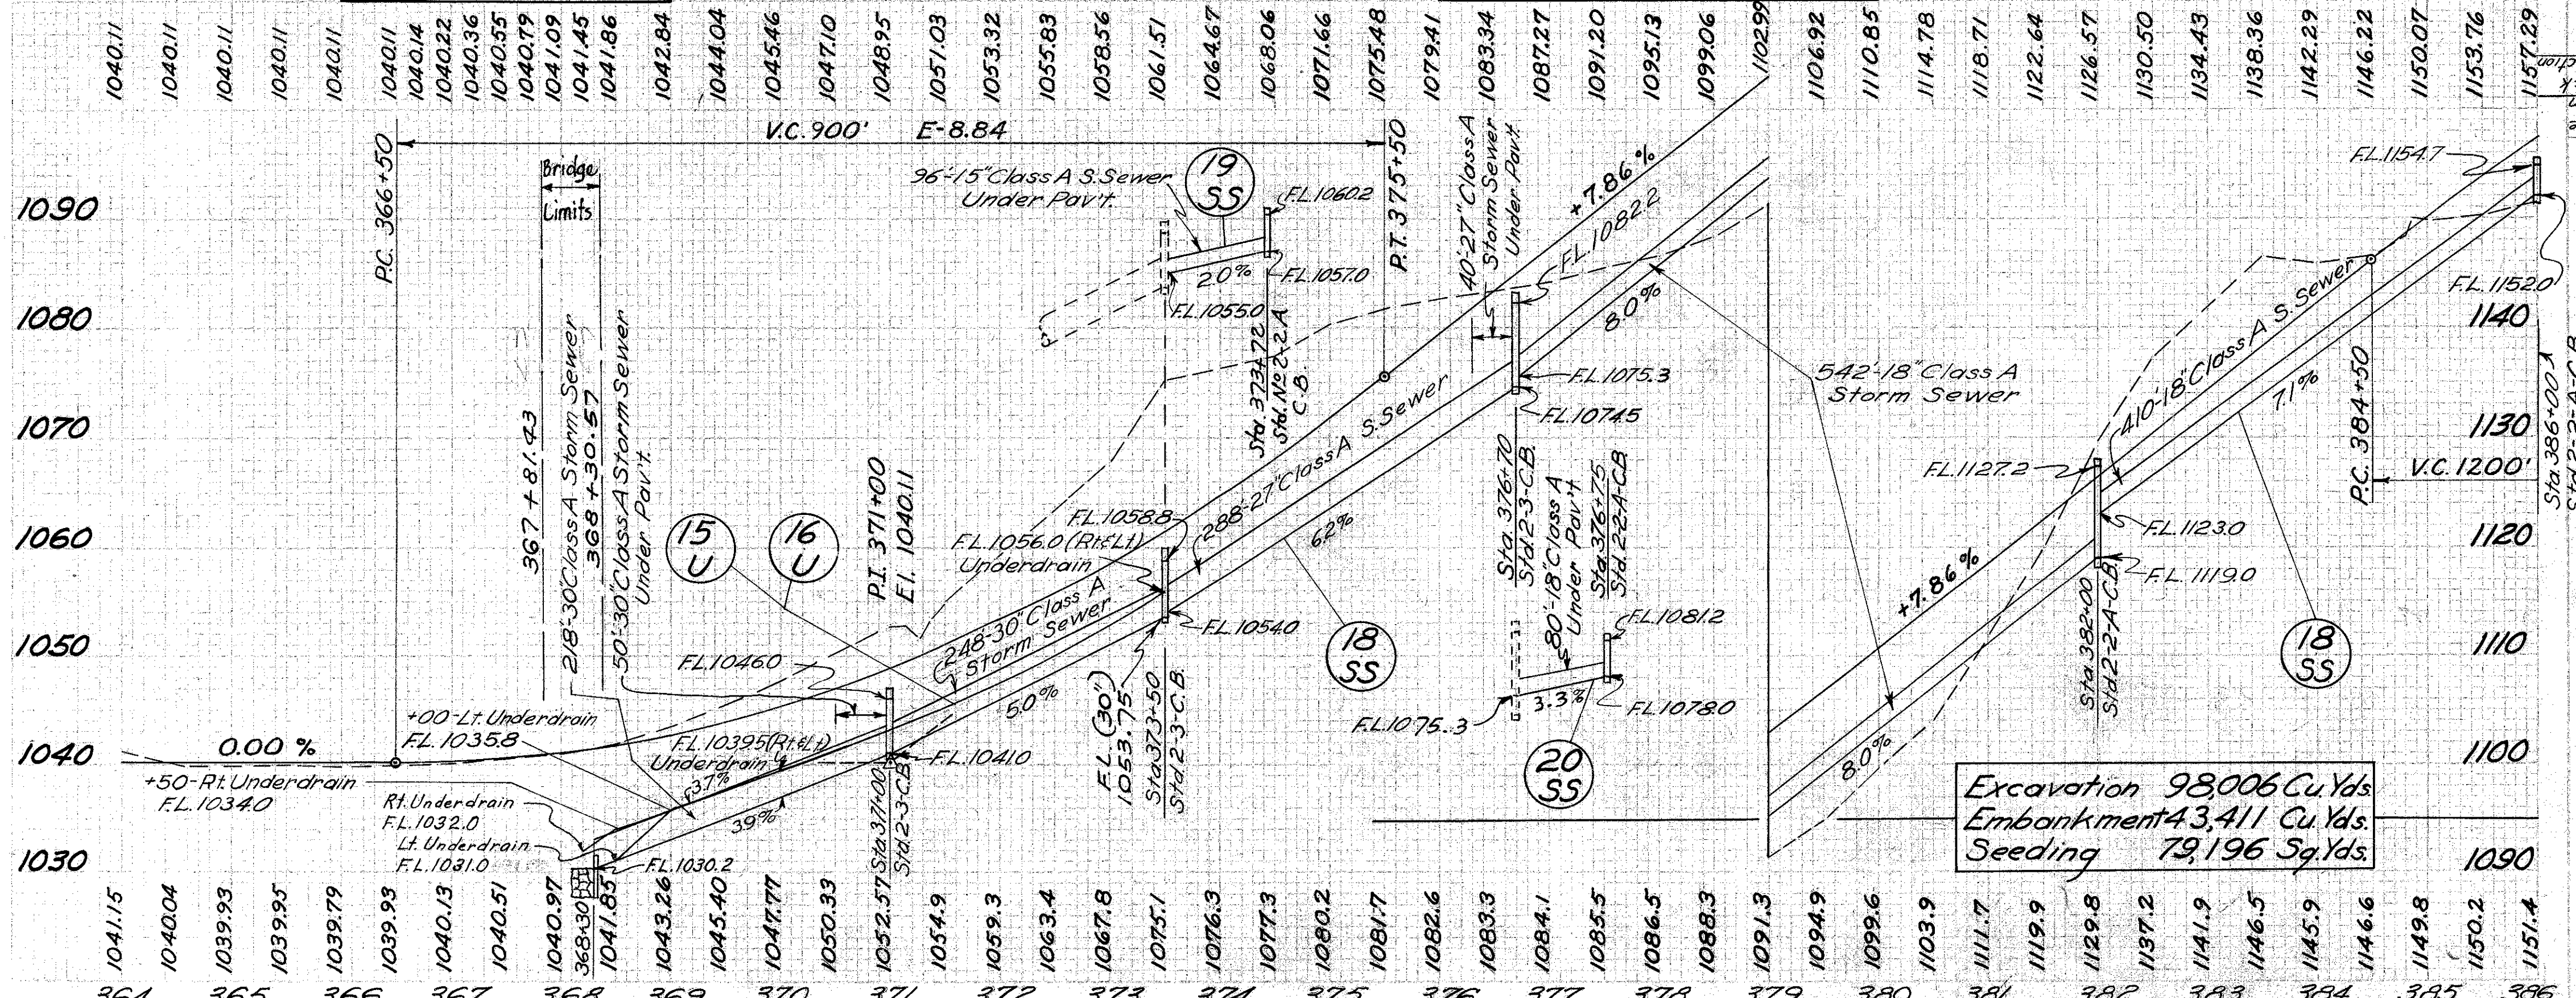 1040.11
1040.11
1040.11
1040.11
1040.11
1040.11
1040.14
1040.22
1040.36
1040.55
1040.79
1041.09
1041.45
1041.86
1042.84
1044.04
1045.46
1047.10
1048.95
1051.03
1053.32
1055.83
1058.56
1061.51
1064.67
1068.06
1071.66
1075.48
1079.41
1083.34
1087.27
1091.20
1095.13
1099.06
1102.99
1106.92
1110.85
1114.78
1118.71
1122.64
1126.57
1130.50
1134.43
1138.36
1142.29
1146.22
1150.07
1153.76
1157.29
V.C. 900' E-8.84
P.C. 366+50
Bridge
Limits
96'-15" Class A S. Sewer
Under Pav't.
19
SS
F.L. 1060.2
2.0%
F.L. 1057.0
F.L. 1055.0
Sta. 373+72
Std. No 2-2-A
C.B.
P.T. 375+50
40'-27" Class A
Storm Sewer
Under Pav't.
+7.86%
F.L. 1082.2
8.0%
F.L. 1154.7
F.L. 1152.0
1090
1080
1070
1060
1050
1040
1030
1140
1130
1120
1110
1100
1090
367+81.43
218'-30" Class A Storm Sewer
368+30.57
50'-30" Class A Storm Sewer
Under Pav't.
15
U
16
U
P.I. 371+00
El. 1040.11
F.L. 1058.8
F.L. 1056.0 (Rt&Lt)
Underdrain
288'-27" Class A S. Sewer
6.2%
F.L. 1075.3
F.L. 1074.5
542'-18" Class A
Storm Sewer
410'-18" Class A S. Sewer
7.1%
P.C. 384+50
V.C. 1200'
Sta. 386+00
Std. 2-2-A-C.B.
F.L. 1127.2
F.L. 1123.0
F.L. 1119.0
Sta. 382+00
Std. 2-2-A-C.B.
18
SS
+7.86%
8.0%
Sta. 376+70
Std. 2-3-C.B.
80'-18" Class A
Under Pav't
Sta. 376+75
Std. 2-2-A-C.B.
F.L. 1081.2
3.3%
F.L. 1078.0
F.L. 1075.3
20
SS
18
SS
248'-30" Class A
Storm Sewer
F.L. 1054.0
5.0%
F.L. (30")
1053.75
Sta. 373+50
Std. 2-3-C.B.
F.L. 1046.0
+00-Lt. Underdrain
F.L. 1035.8
0.00 %
F.L. 1039.5 (Rt&Lt)
Underdrain
3.7%
F.L. 1041.0
+50-Rt. Underdrain
F.L. 1034.0
Rt. Underdrain
F.L. 1032.0
3.9%
Lt. Underdrain
F.L. 1031.0
F.L. 1030.2
Sta. 371+00
Std. 2-3-C.B.
Excavation 98,006 Cu. Yds.
Embankment 43,411 Cu. Yds.
Seeding 79,196 Sq. Yds.
368+30
1041.15
1040.04
1039.93
1039.95
1039.79
1039.93
1040.13
1040.51
1040.97
1041.85
1043.26
1045.40
1047.77
1050.33
1052.57
1054.9
1059.3
1063.4
1067.8
1075.1
1076.3
1077.3
1080.2
1081.7
1082.6
1083.3
1084.1
1085.5
1086.5
1088.3
1091.3
1094.9
1099.6
1103.9
1111.7
1119.9
1129.8
1137.2
1141.9
1146.5
1145.9
1146.6
1149.8
1150.2
1151.4
364 365 366 367 368 369 370 371 372 373 374 375 376 377 378 379 380 381 382 383 384 385 386